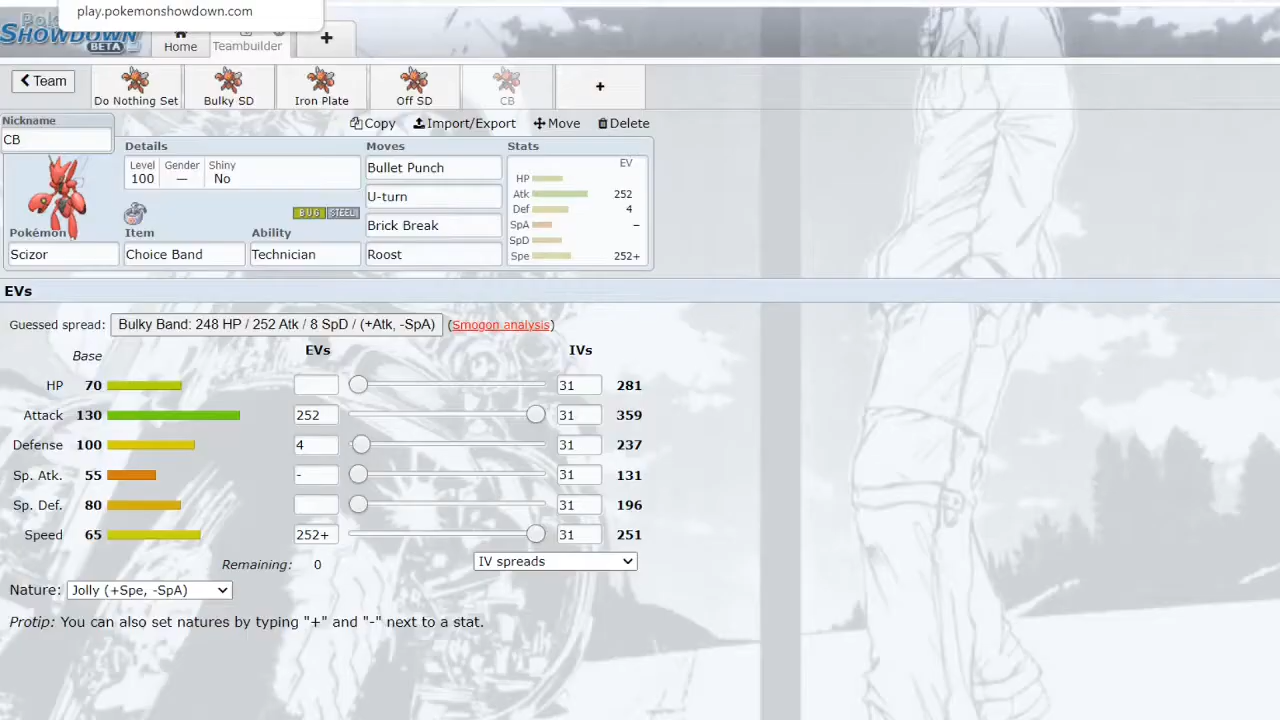 play.pokemonshowdown.com
SHOWDOWN
BETA
Home
Teambuilder
+
Team
Do Nothing Set
Bulky SD
Iron Plate
Off SD
CB
+
Copy
Import/Export
Move
Delete
Nickname
CB
Details
Level
100
Gender
—
Shiny
No
BUG
STEEL
Pokémon
Scizor
Item
Choice Band
Ability
Technician
Moves
Bullet Punch
U-turn
Brick Break
Roost
Stats
EV
HP
Atk 252
Def 4
SpA –
SpD
Spe 252+
EVs
Guessed spread: Bulky Band: 248 HP / 252 Atk / 8 SpD / (+Atk, -SpA) (Smogon analysis)
Base EVs IVs
HP 70 31 281
Attack 130 252 31 359
Defense 100 4 31 237
Sp. Atk. 55 - 31 131
Sp. Def. 80 31 196
Speed 65 252+ 31 251
Remaining: 0 IV spreads
Nature: Jolly (+Spe, -SpA)
Protip: You can also set natures by typing "+" and "-" next to a stat.